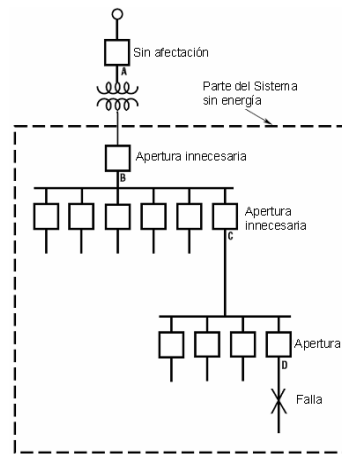 Sin afectación
A
Parte del Sistema
sin energía
Apertura innecesaria
B
Apertura
innecesaria
C
Apertura
D
Falla